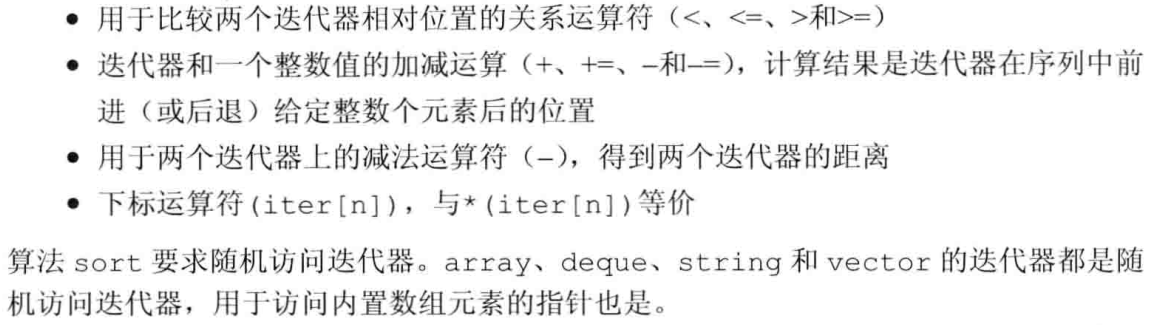 • 用于比较两个迭代器相对位置的关系运算符（<、<=、>和>=）
• 迭代器和一个整数值的加减运算（+、+=、-和-=），计算结果是迭代器在序列中前
进（或后退）给定整数个元素后的位置
• 用于两个迭代器上的减法运算符（-），得到两个迭代器的距离
• 下标运算符(iter[n])，与*(iter[n])等价
算法 sort 要求随机访问迭代器。array、deque、string 和 vector 的迭代器都是随
机访问迭代器，用于访问内置数组元素的指针也是。